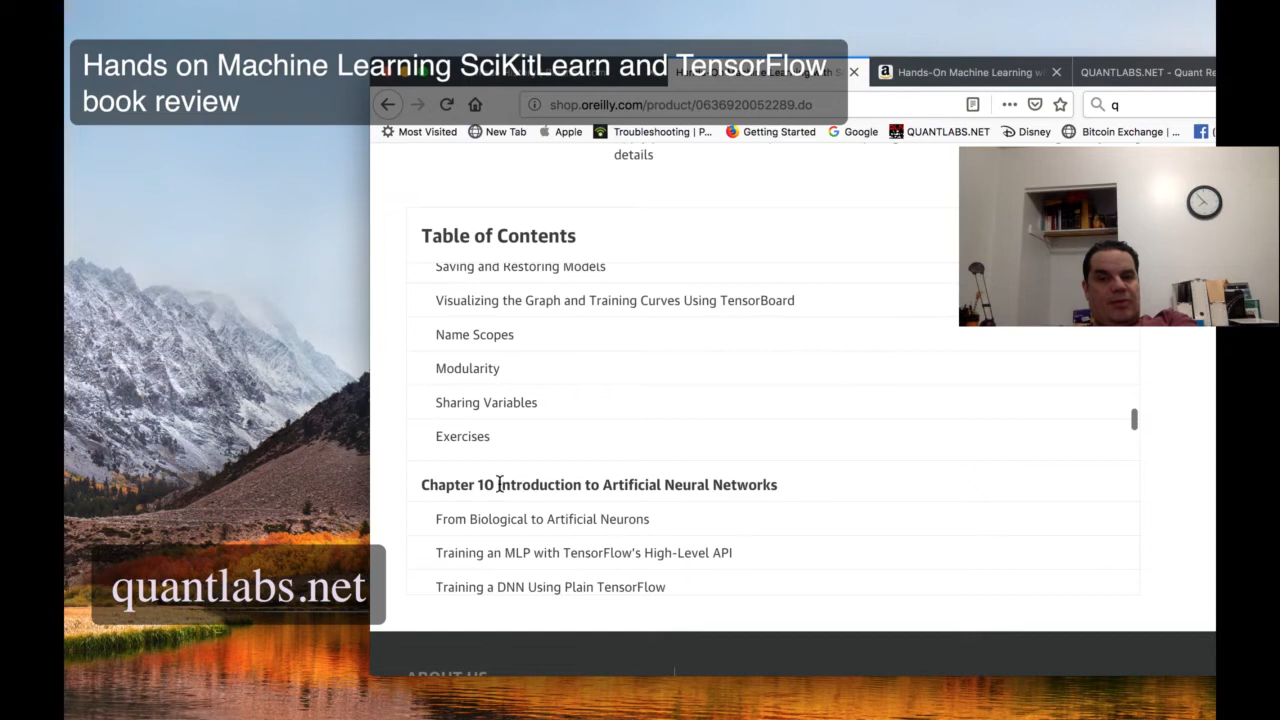 Hands on Machine Learning SciKitLearn and TensorFlow
book review
Hands-On Machine Learning w
QUANTLABS.NET - Quant Re
shop.oreilly.com/product/0636920052289.do
q
Most Visited
New Tab
Apple
Troubleshooting | P...
Getting Started
Google
QUANTLABS.NET
Disney
Bitcoin Exchange | ...
details
Table of Contents
Saving and Restoring Models
Visualizing the Graph and Training Curves Using TensorBoard
Name Scopes
Modularity
Sharing Variables
Exercises
Chapter 10 Introduction to Artificial Neural Networks
From Biological to Artificial Neurons
Training an MLP with TensorFlow's High-Level API
Training a DNN Using Plain TensorFlow
quantlabs.net
ABOUT US